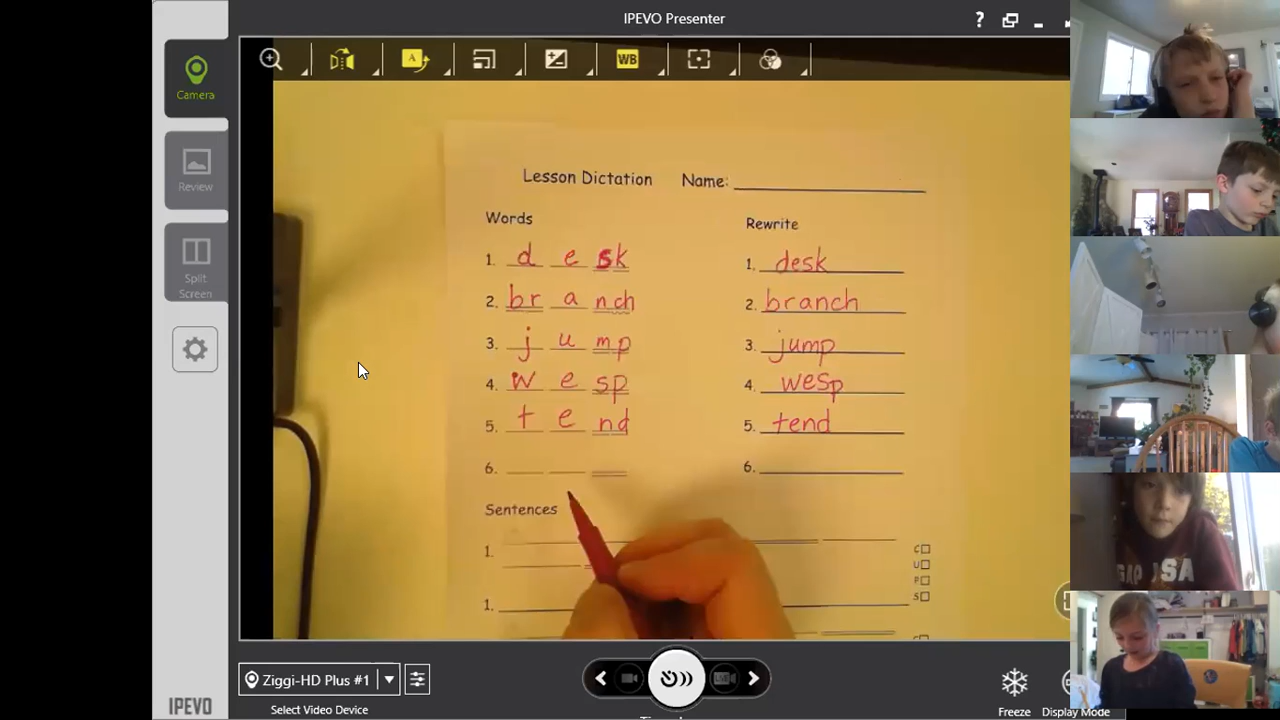 IPEVO Presenter
?
Camera
A
WB
Review
Split
Screen
Lesson Dictation Name:
Words Rewrite
1. d e sk 1. desk
2. br a nch 2. branch
3. j u mp 3. jump
4. w e sp 4. wesp
5. t e nd 5. tend
6. 6.
Sentences
1.
C
U
P
S
1.
GAP USA
Ziggi-HD Plus #1
IPEVO
Select Video Device
Freeze Display Mode